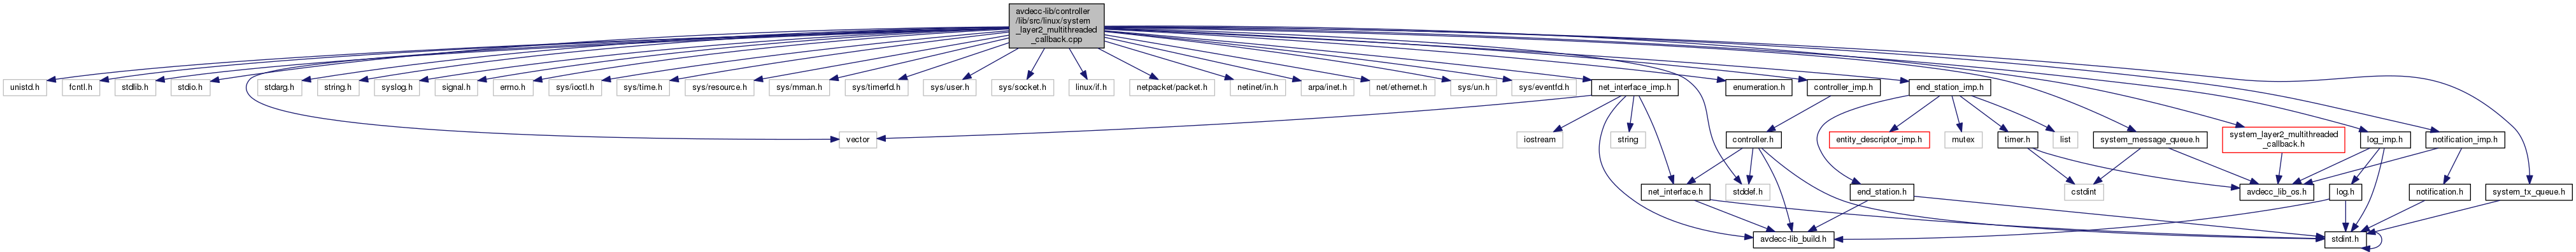 avdecc-lib/controller
/lib/src/linux/system
_layer2_multithreaded
_callback.cpp
unistd.h
fcntl.h
stdlib.h
stdio.h
stdarg.h
string.h
syslog.h
signal.h
errno.h
sys/ioctl.h
sys/time.h
sys/resource.h
sys/mman.h
sys/timerfd.h
sys/user.h
sys/socket.h
linux/if.h
netpacket/packet.h
netinet/in.h
arpa/inet.h
net/ethernet.h
sys/un.h
sys/eventfd.h
net_interface_imp.h
enumeration.h
controller_imp.h
end_station_imp.h
vector
iostream
string
controller.h
entity_descriptor_imp.h
mutex
timer.h
list
system_message_queue.h
system_layer2_multithreaded
_callback.h
log_imp.h
notification_imp.h
net_interface.h
stddef.h
end_station.h
cstdint
avdecc_lib_os.h
log.h
notification.h
system_tx_queue.h
avdecc-lib_build.h
stdint.h